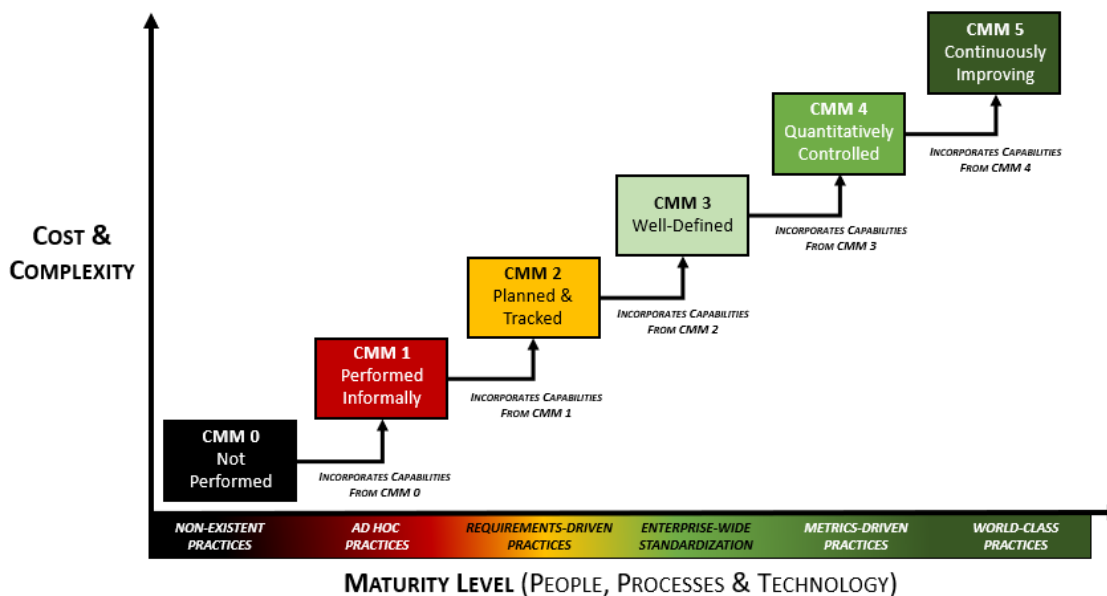 CMM 5
Continuously
Improving
CMM 4
Quantitatively
Controlled
INCORPORATES CAPABILITIES
FROM CMM 4
CMM 3
Well-Defined
INCORPORATES CAPABILITIES
FROM CMM 3
COST &
COMPLEXITY
CMM 2
Planned &
Tracked
INCORPORATES CAPABILITIES
FROM CMM 2
CMM 1
Performed
Informally
INCORPORATES CAPABILITIES
FROM CMM 1
CMM 0
Not
Performed
INCORPORATES CAPABILITIES
FROM CMM 0
NON-EXISTENT
PRACTICES
AD HOC
PRACTICES
REQUIREMENTS-DRIVEN
PRACTICES
ENTERPRISE-WIDE
STANDARDIZATION
METRICS-DRIVEN
PRACTICES
WORLD-CLASS
PRACTICES
MATURITY LEVEL (PEOPLE, PROCESSES & TECHNOLOGY)